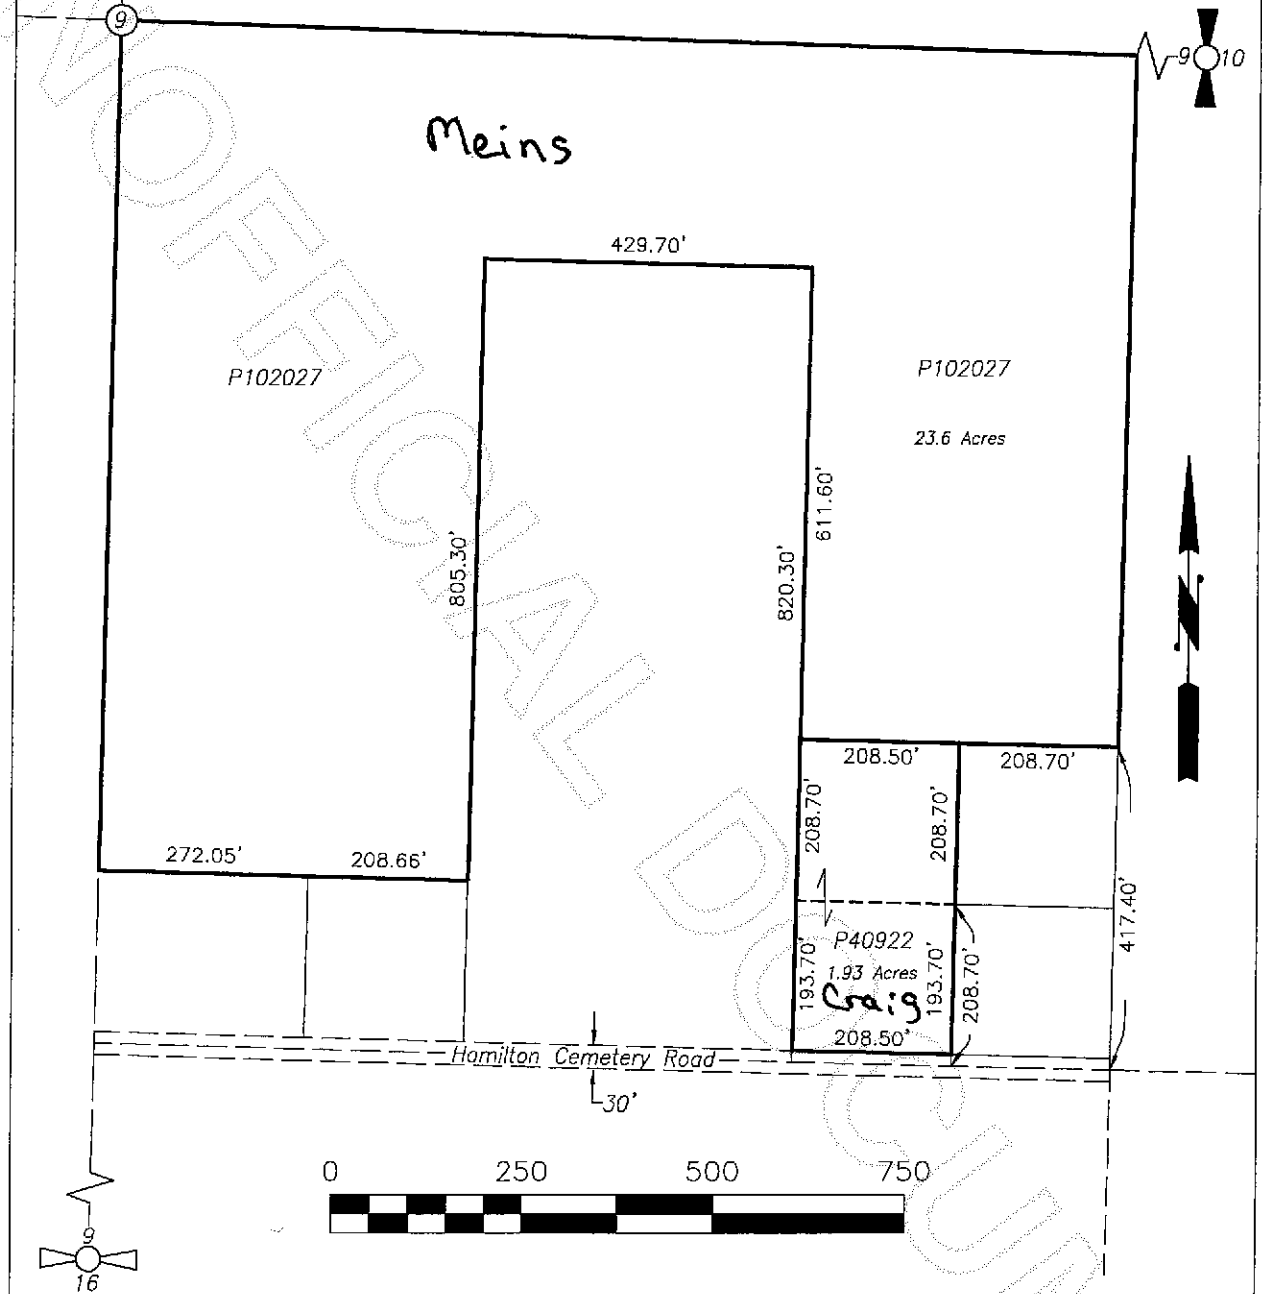 9
9 10
Meins
429.70'
P102027
P102027
23.6 Acres
611.60'
805.30'
820.30'
N
208.50'
208.70'
208.70'
208.70'
272.05'
208.66'
417.40'
P40922
193.70'
1.93 Acres
193.70'
208.70'
Craig
208.50'
Hamilton Cemetery Road
30'
0 250 500 750
9
16
UNOFFICIAL DOCUM